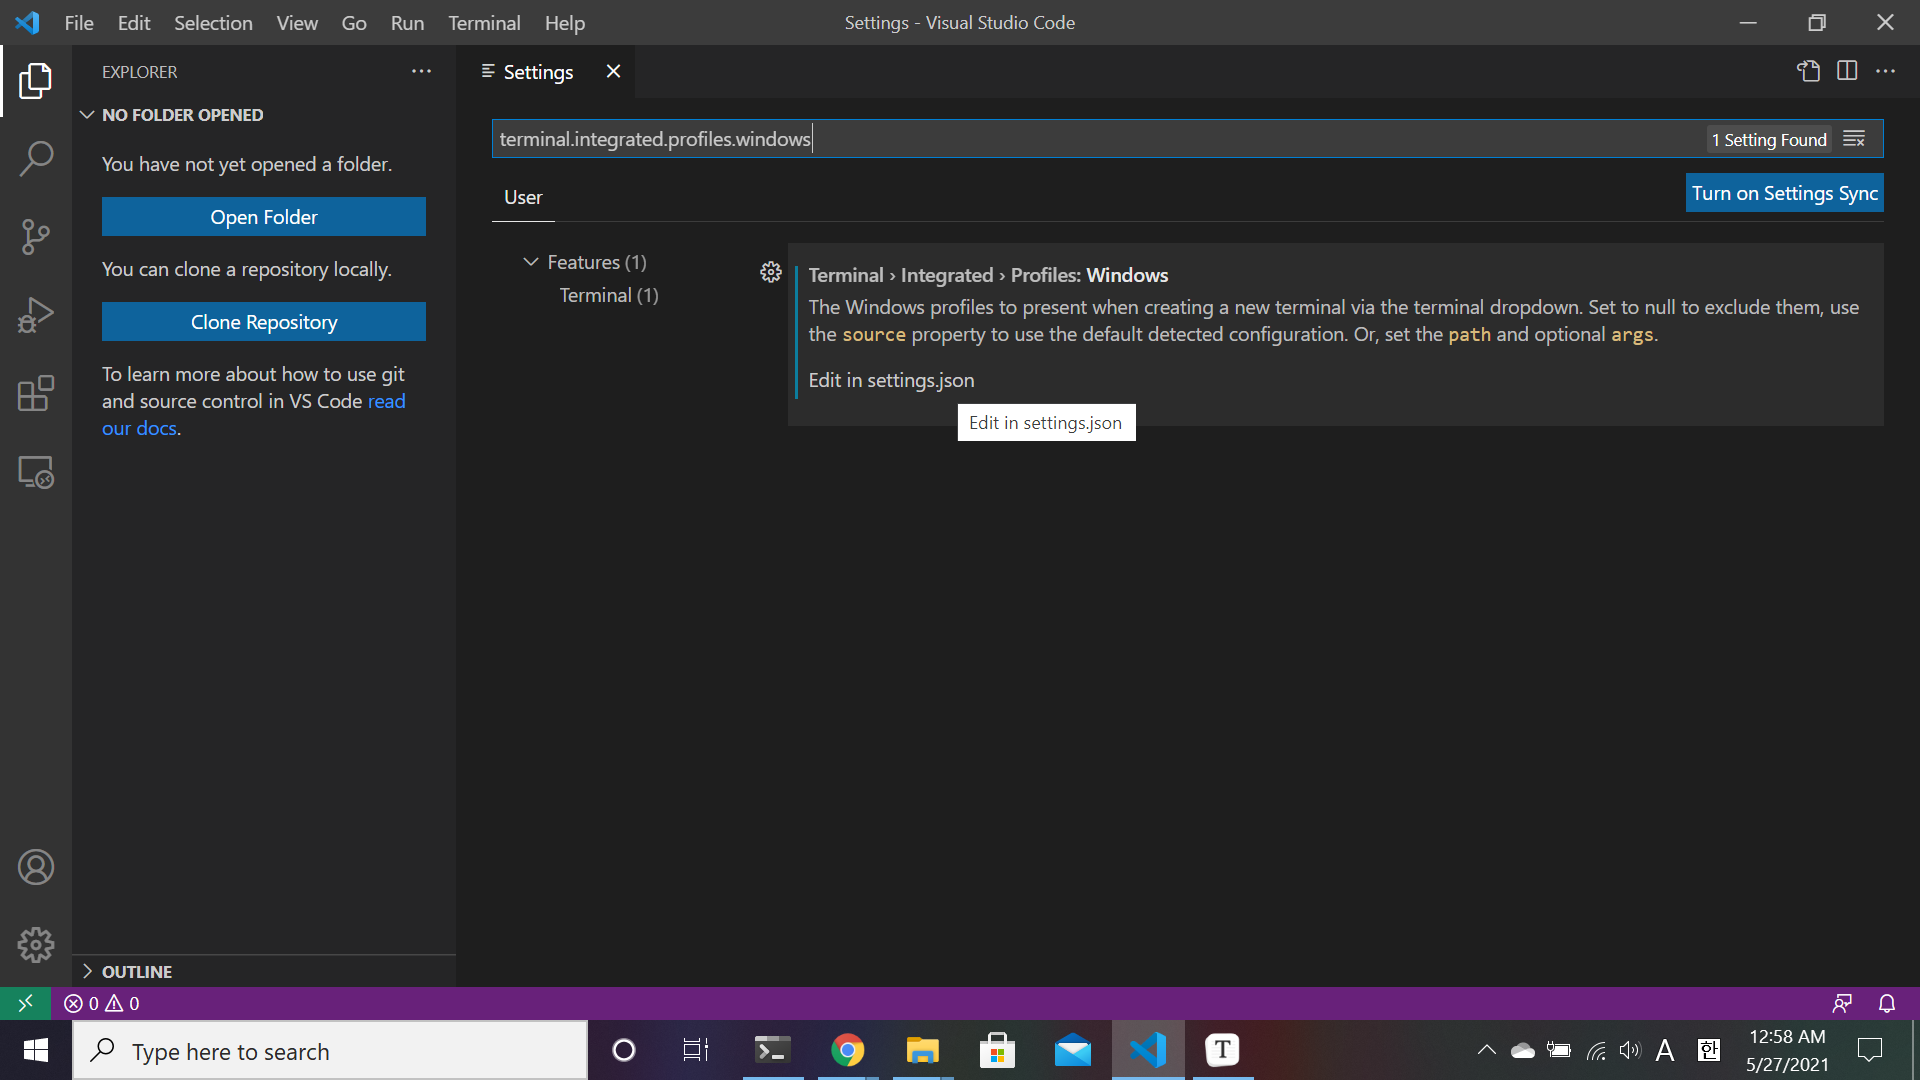 File Edit Selection View Go Run Terminal Help
Settings - Visual Studio Code
EXPLORER
NO FOLDER OPENED
You have not yet opened a folder.
Open Folder
You can clone a repository locally.
Clone Repository
To learn more about how to use git
and source control in VS Code read
our docs.
OUTLINE
Settings
terminal.integrated.profiles.windows
1 Setting Found
User
Turn on Settings Sync
Features (1)
Terminal (1)
Terminal › Integrated › Profiles: Windows
The Windows profiles to present when creating a new terminal via the terminal dropdown. Set to null to exclude them, use
the source property to use the default detected configuration. Or, set the path and optional args.
Edit in settings.json
Edit in settings.json
0 0
Type here to search
T
A
한
12:58 AM
5/27/2021